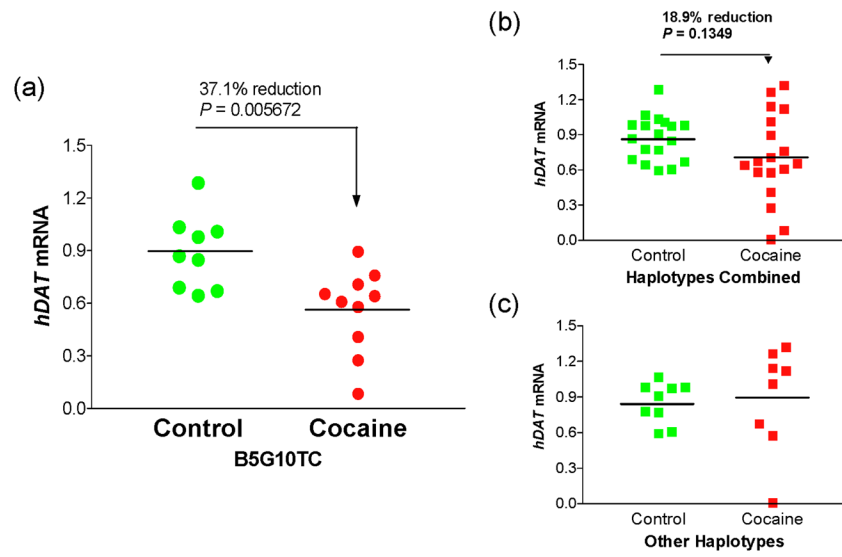 (a)
37.1% reduction
P = 0.005672
hDAT mRNA
1.5
1.2
0.9
0.6
0.3
0.0
Control Cocaine
B5G10TC
(b)
18.9% reduction
P = 0.1349
hDAT mRNA
1.5
1.2
0.9
0.6
0.3
0.0
Control Cocaine
Haplotypes Combined
(c)
hDAT mRNA
1.5
1.2
0.9
0.6
0.3
0.0
Control Cocaine
Other Haplotypes